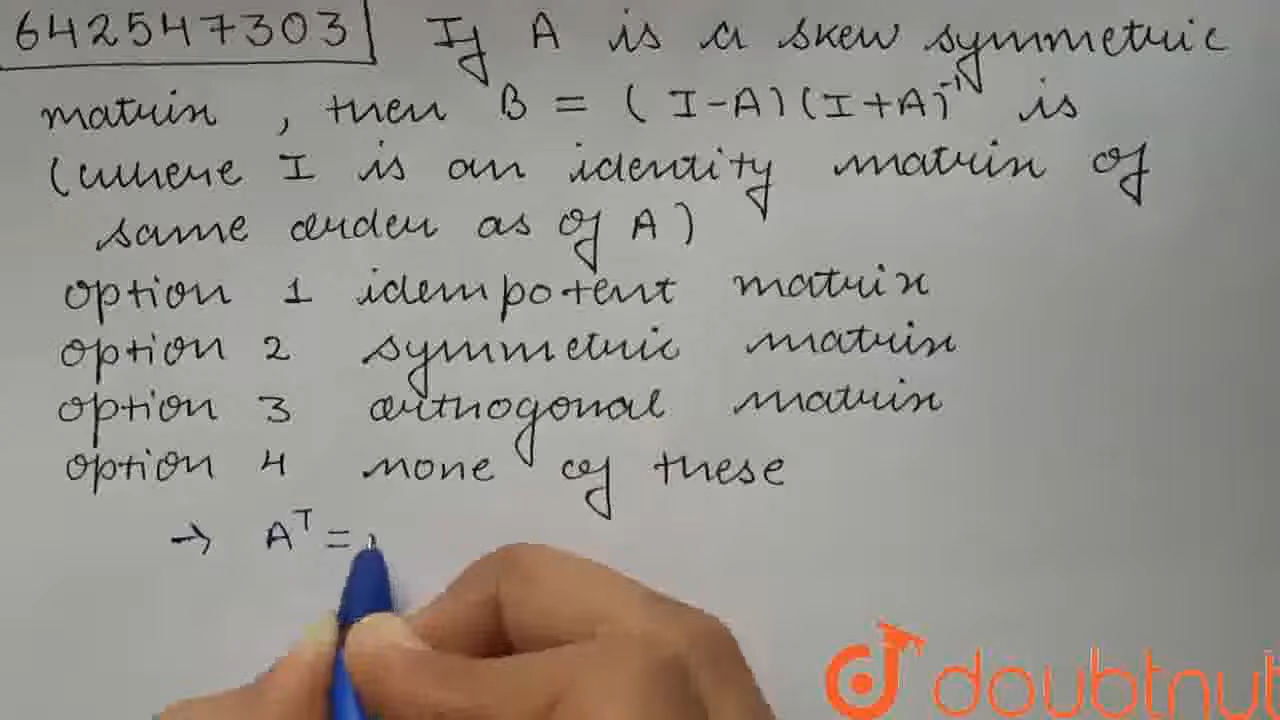 642547303 If A is a skew symmetric
matrix , then B = ( I-A) (I+A)⁻¹ is
(where I is an identity matrix of
same order as of A)
option 1 idempotent matrix
option 2 symmetric matrix
option 3 orthogonal matrix
option 4 none of these
→ Aᵀ =
doubtnut